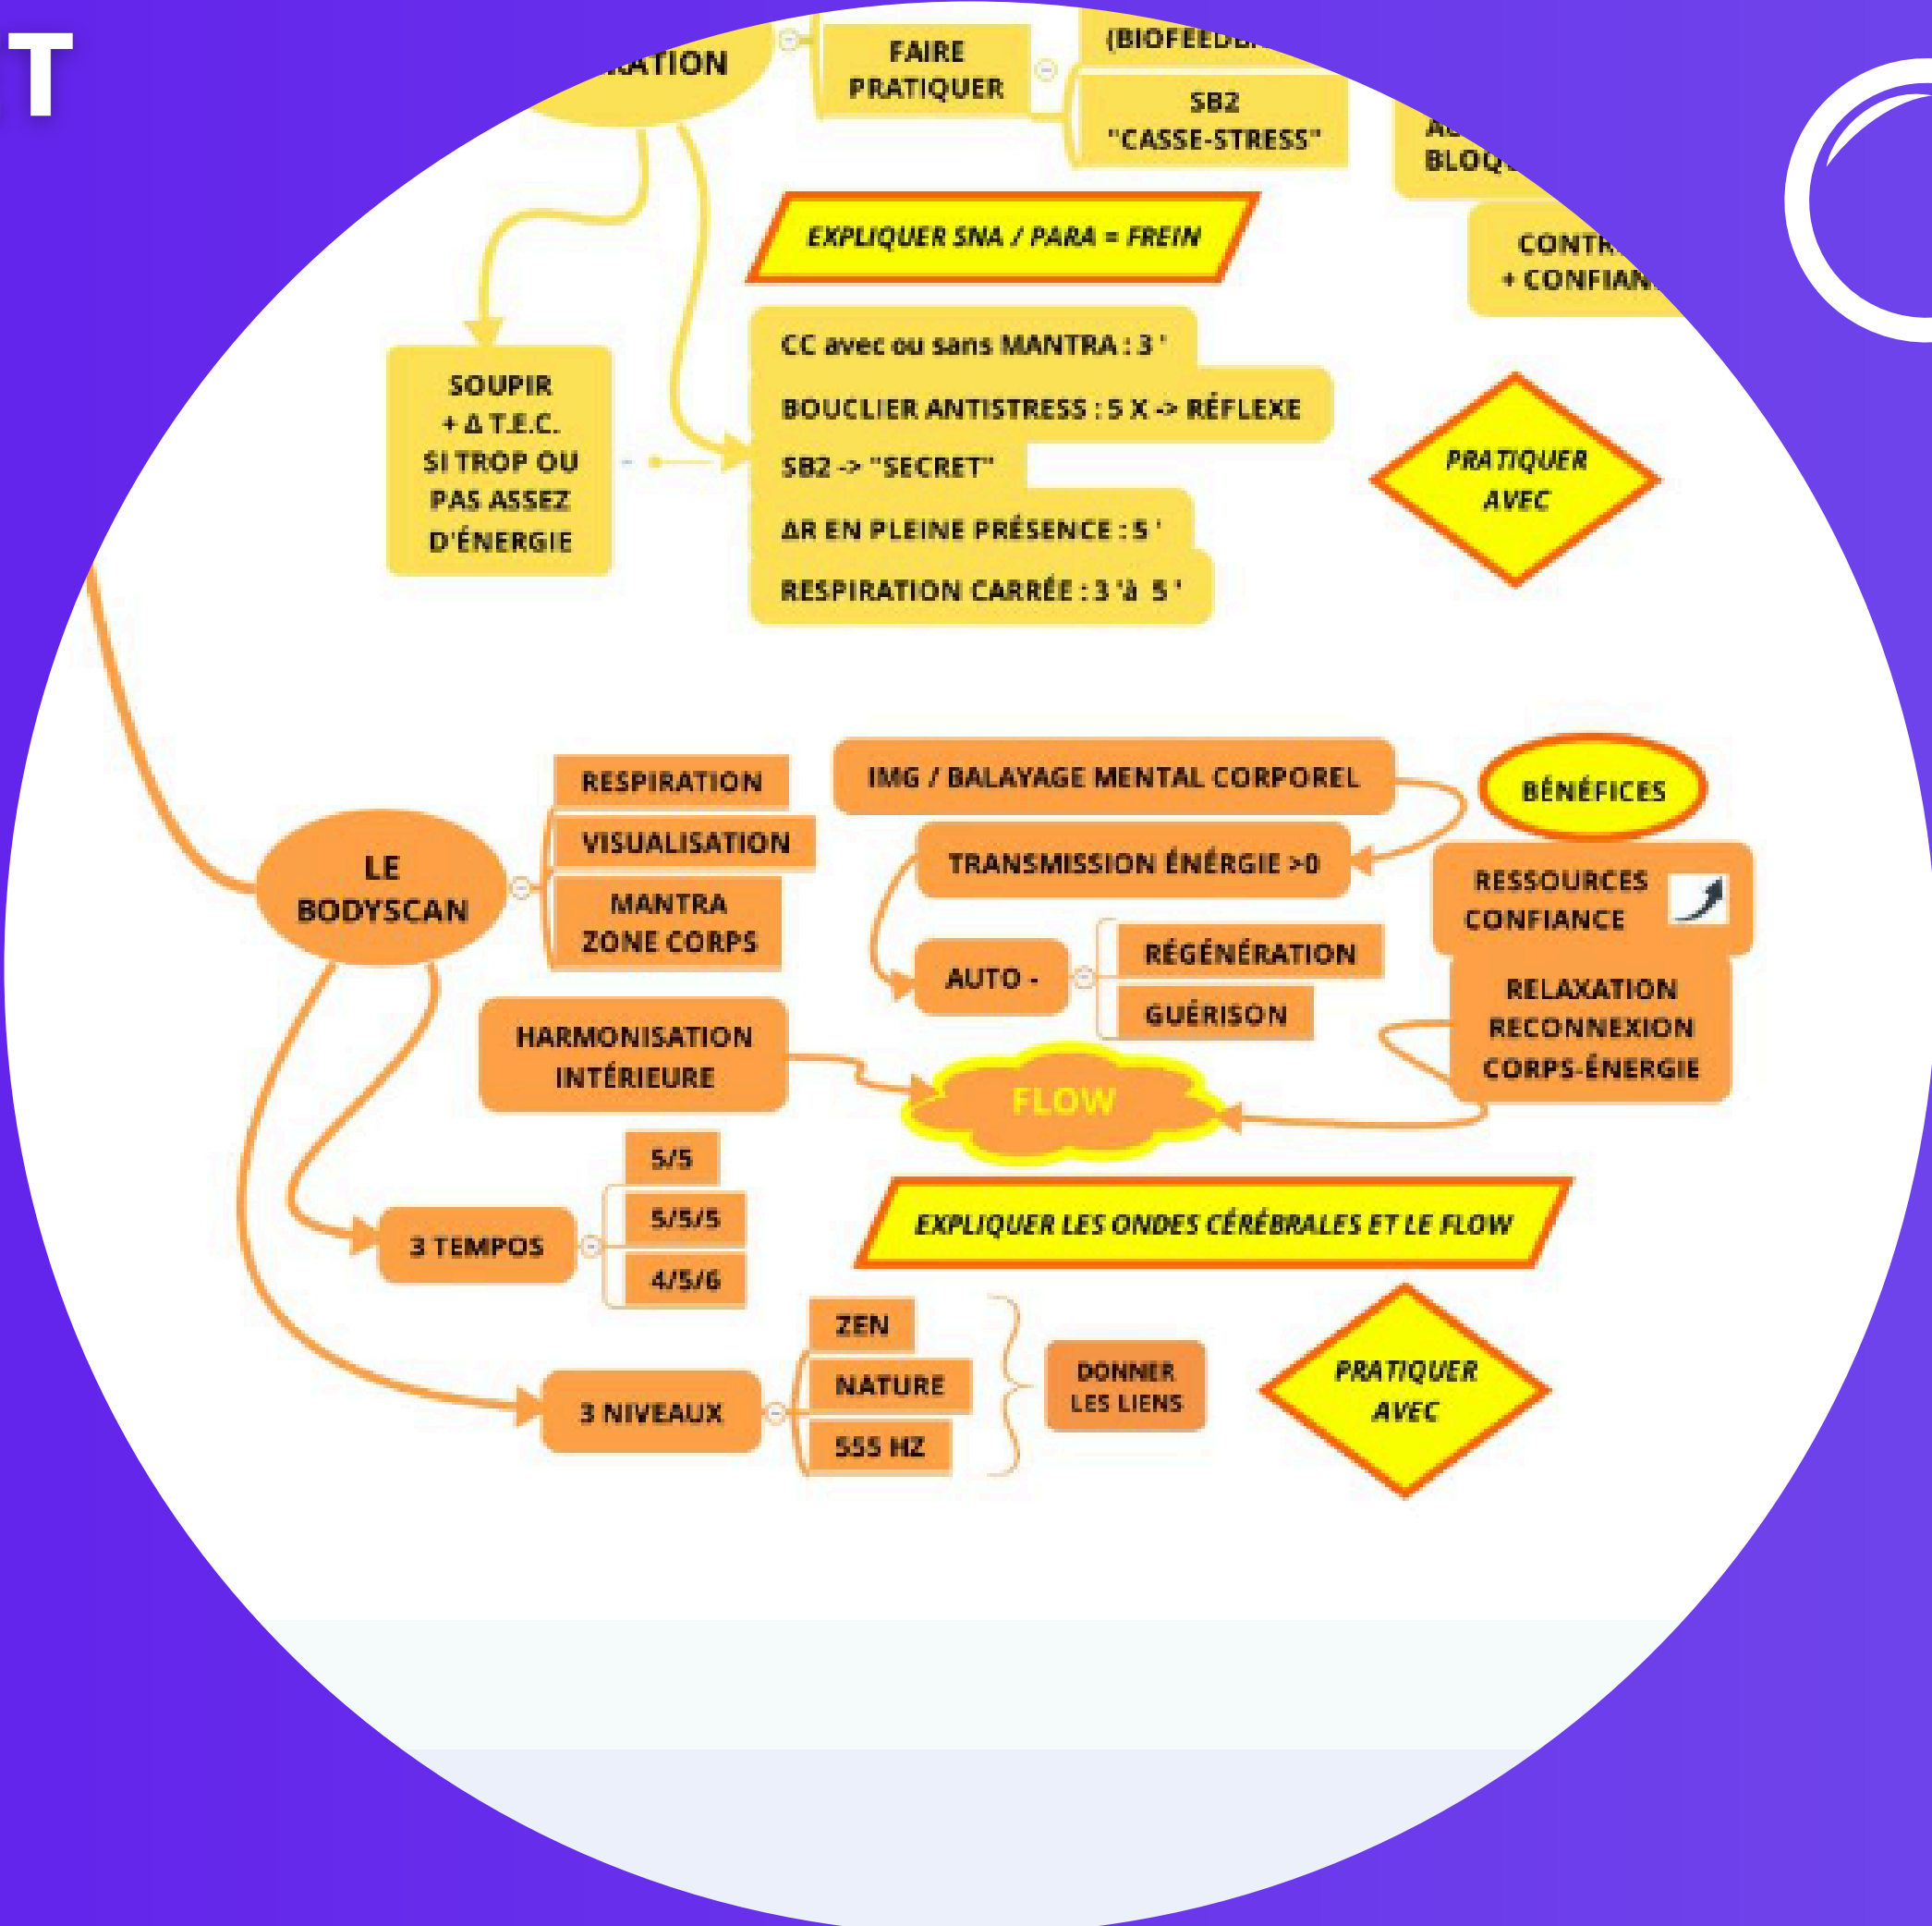 FAIRE
PRATIQUER
SB2
"CASSE-STRESS"
EXPLIQUER SNA / PARA = FREIN
SOUPIR
+ Δ T.E.C.
SI TROP OU
PAS ASSEZ
D'ÉNERGIE
CC avec ou sans MANTRA : 3 '
BOUCLIER ANTISTRESS : 5 X -> RÉFLEXE
SB2 -> "SECRET"
ΔR EN PLEINE PRÉSENCE : 5 '
RESPIRATION CARRÉE : 3 'à 5 '
PRATIQUER
AVEC
LE
BODYSCAN
RESPIRATION
VISUALISATION
MANTRA
ZONE CORPS
IMG / BALAYAGE MENTAL CORPOREL
TRANSMISSION ÉNÉRGIE >0
AUTO -
RÉGÉNÉRATION
GUÉRISON
BÉNÉFICES
RESSOURCES
CONFIANCE
RELAXATION
RECONNEXION
CORPS-ÉNERGIE
HARMONISATION
INTÉRIEURE
FLOW
3 TEMPOS
5/5
5/5/5
4/5/6
EXPLIQUER LES ONDES CÉRÉBRALES ET LE FLOW
3 NIVEAUX
ZEN
NATURE
555 HZ
DONNER
LES LIENS
PRATIQUER
AVEC